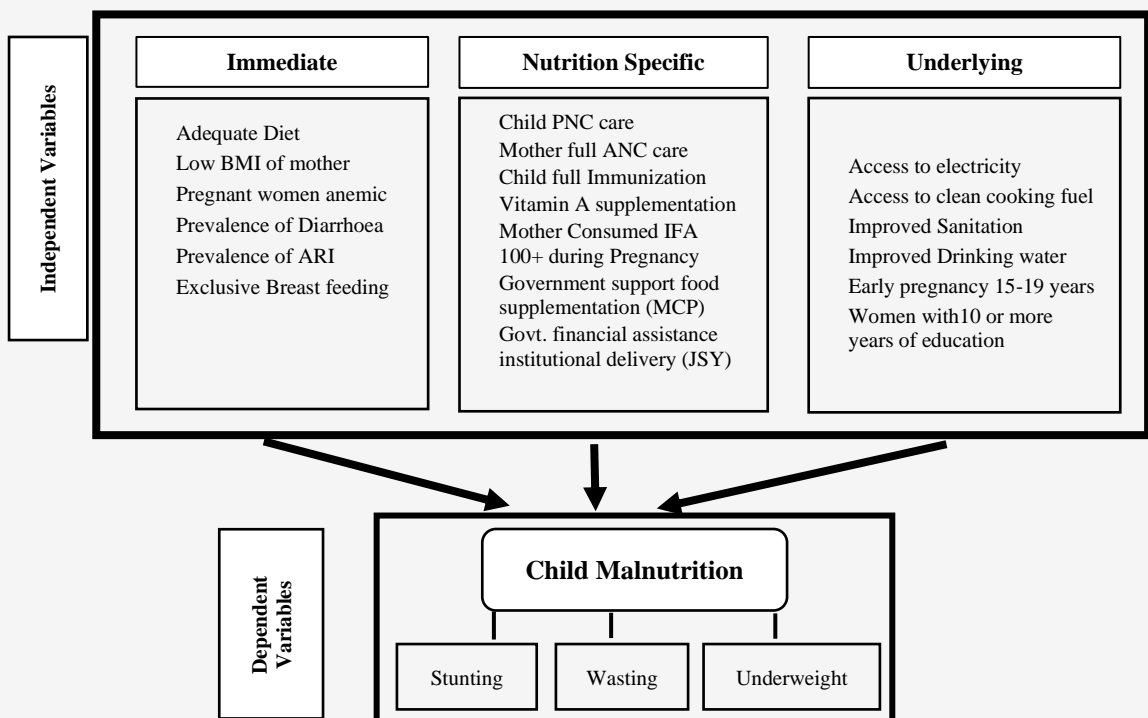 Independent Variables
Immediate
Adequate Diet
Low BMI of mother
Pregnant women anemic
Prevalence of Diarrhoea
Prevalence of ARI
Exclusive Breast feeding
Nutrition Specific
Child PNC care
Mother full ANC care
Child full Immunization
Vitamin A supplementation
Mother Consumed IFA
100+ during Pregnancy
Government support food
supplementation (MCP)
Govt. financial assistance
institutional delivery (JSY)
Underlying
Access to electricity
Access to clean cooking fuel
Improved Sanitation
Improved Drinking water
Early pregnancy 15-19 years
Women with10 or more
years of education
Dependent
Variables
Child Malnutrition
Stunting
Wasting
Underweight